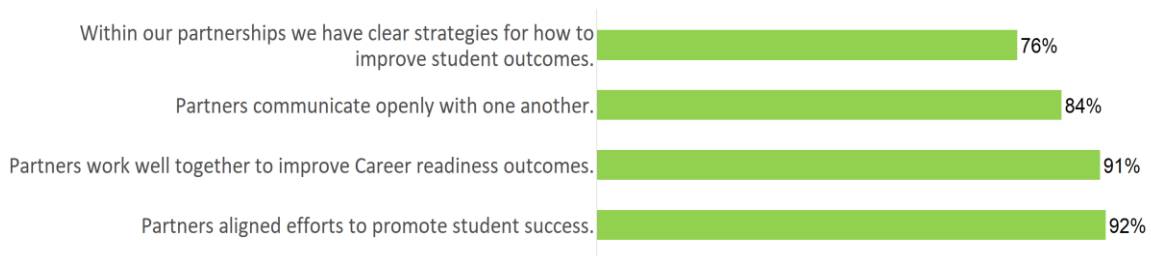 Within our partnerships we have clear strategies for how to
improve student outcomes.
76%
Partners communicate openly with one another.
84%
Partners work well together to improve Career readiness outcomes.
91%
Partners aligned efforts to promote student success.
92%